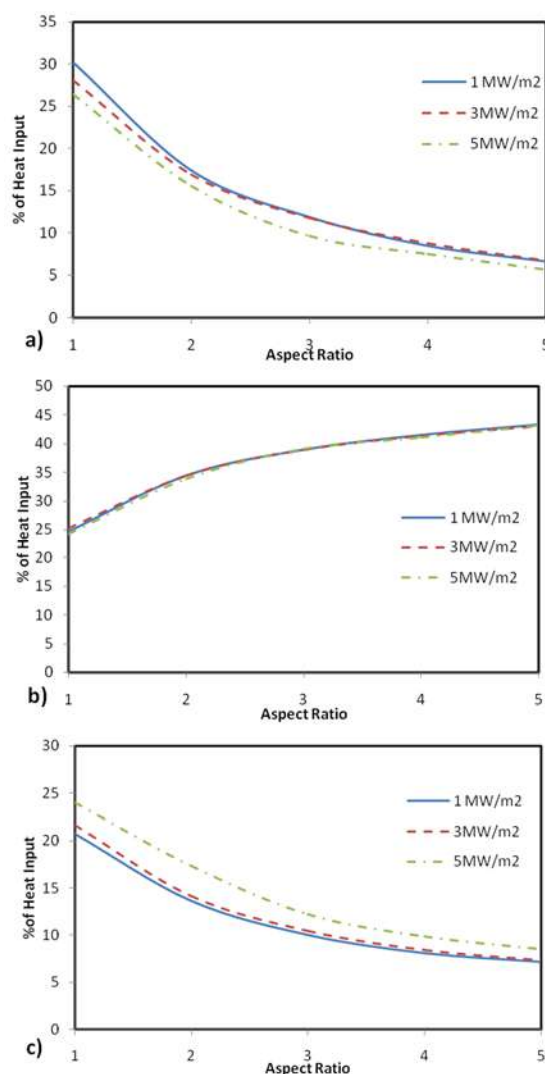 35
30
25
20
15
10
5
0
% of Heat Input
1 MW/m2
3MW/m2
5MW/m2
1 2 3 4 5
Aspect Ratio
a)
50
45
40
35
30
25
20
15
10
5
0
% of Heat Input
1 MW/m2
3MW/m2
5MW/m2
1 2 3 4 5
Aspect Ratio
b)
30
25
20
15
10
5
0
%of Heat Input
1 MW/m2
3MW/m2
5MW/m2
1 2 3 4 5
Aspect Ratio
c)